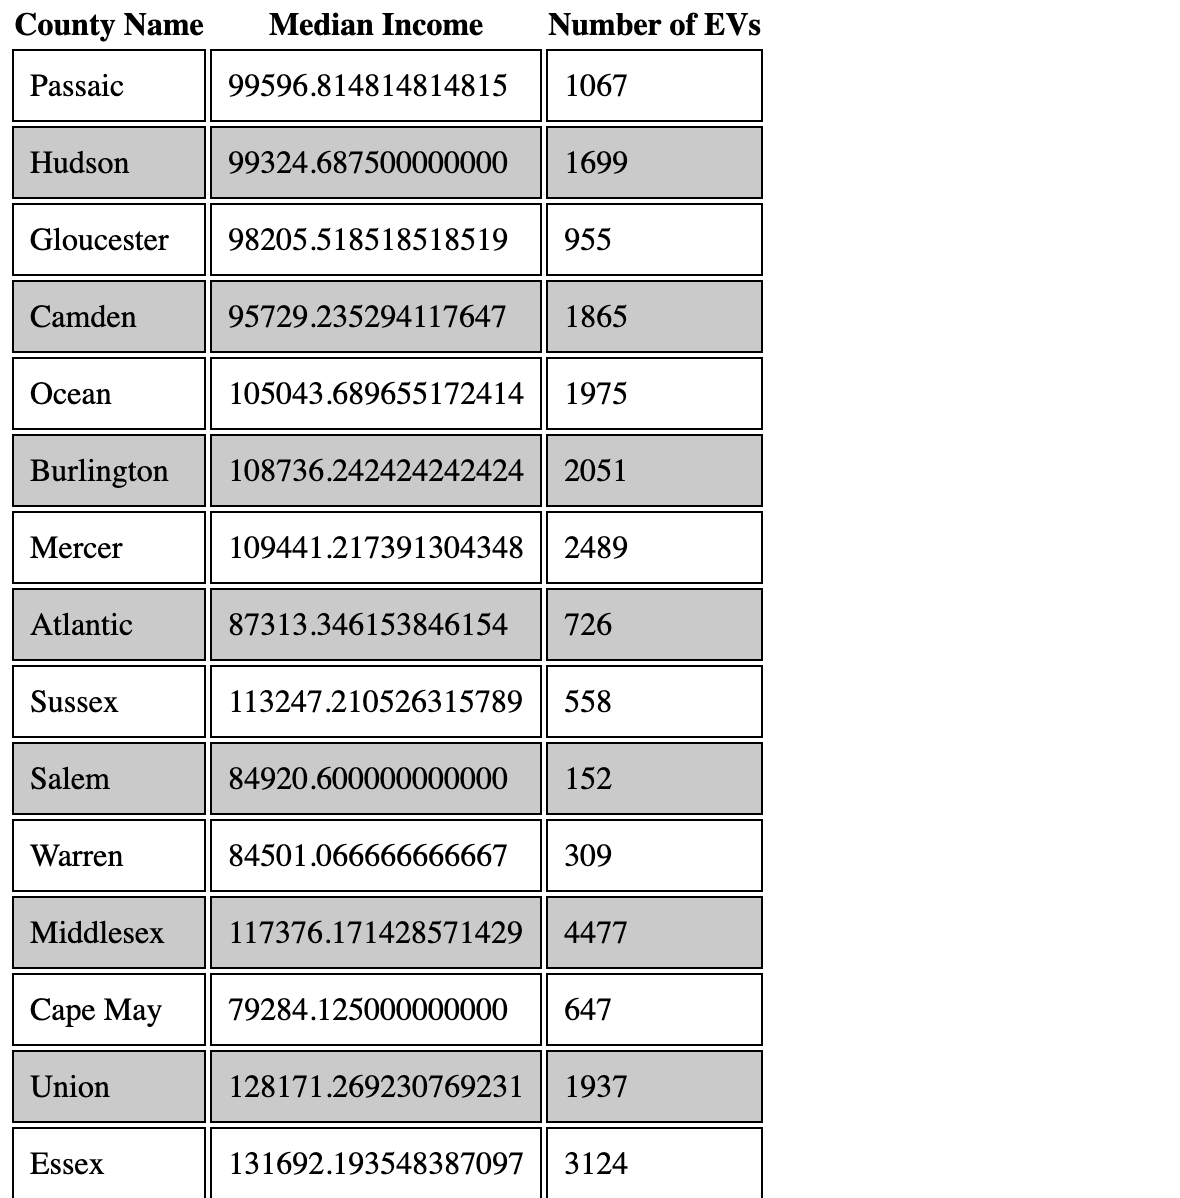 County Name Median Income Number of EVs
Passaic 99596.814814814815 1067
Hudson 99324.687500000000 1699
Gloucester 98205.518518518519 955
Camden 95729.235294117647 1865
Ocean 105043.689655172414 1975
Burlington 108736.242424242424 2051
Mercer 109441.217391304348 2489
Atlantic 87313.346153846154 726
Sussex 113247.210526315789 558
Salem 84920.600000000000 152
Warren 84501.066666666667 309
Middlesex 117376.171428571429 4477
Cape May 79284.125000000000 647
Union 128171.269230769231 1937
Essex 131692.193548387097 3124